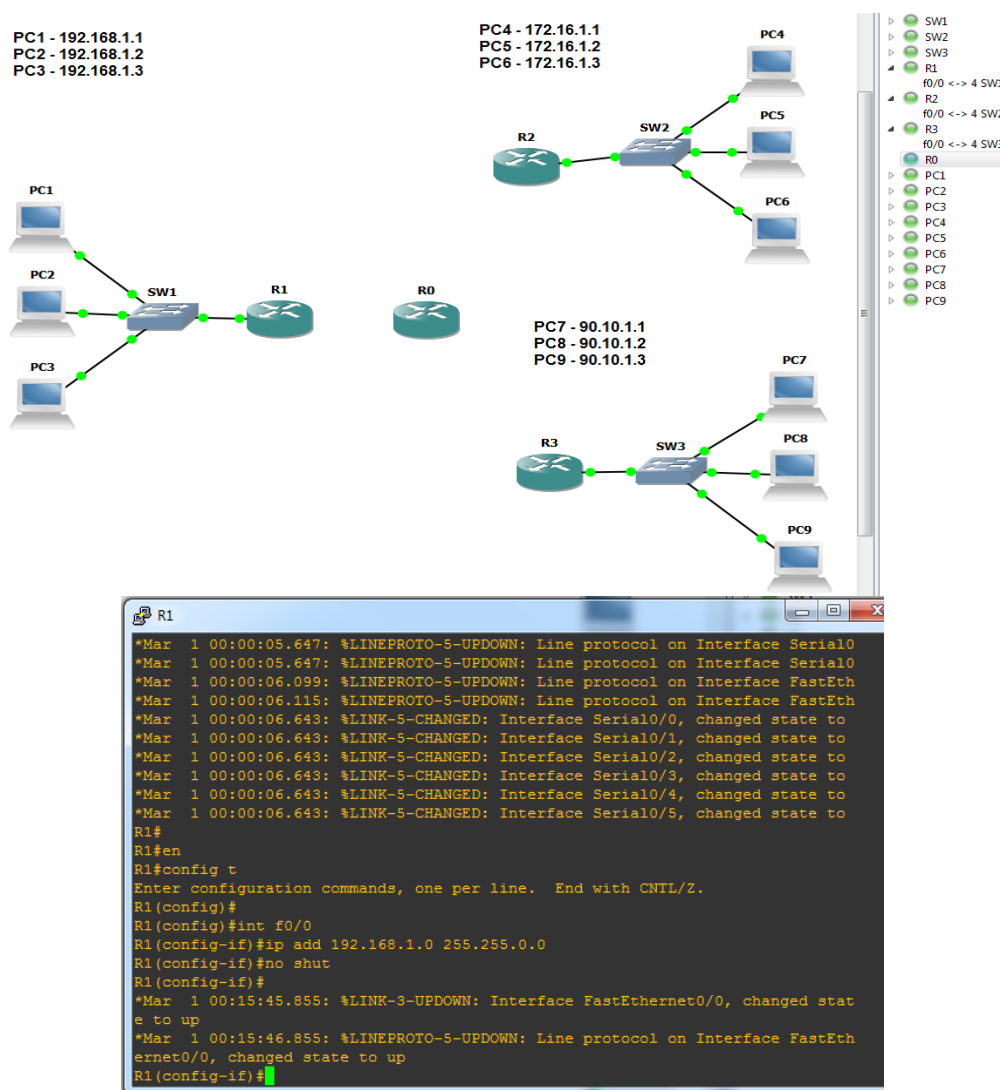 PC1 - 192.168.1.1
PC2 - 192.168.1.2
PC3 - 192.168.1.3
PC4 - 172.16.1.1
PC5 - 172.16.1.2
PC6 - 172.16.1.3
PC4
PC5
PC6
SW2
R2
PC1
PC2
PC3
SW1
R1
R0
PC7 - 90.10.1.1
PC8 - 90.10.1.2
PC9 - 90.10.1.3
PC7
PC8
PC9
R3
SW3
SW1
SW2
SW3
R1
f0/0 <-> 4 SW1
R2
f0/0 <-> 4 SW2
R3
f0/0 <-> 4 SW3
R0
PC1
PC2
PC3
PC4
PC5
PC6
PC7
PC8
PC9
R1
*Mar 1 00:00:05.647: %LINEPROTO-5-UPDOWN: Line protocol on Interface Serial0
*Mar 1 00:00:05.647: %LINEPROTO-5-UPDOWN: Line protocol on Interface Serial0
*Mar 1 00:00:06.099: %LINEPROTO-5-UPDOWN: Line protocol on Interface FastEth
*Mar 1 00:00:06.115: %LINEPROTO-5-UPDOWN: Line protocol on Interface FastEth
*Mar 1 00:00:06.643: %LINK-5-CHANGED: Interface Serial0/0, changed state to
*Mar 1 00:00:06.643: %LINK-5-CHANGED: Interface Serial0/1, changed state to
*Mar 1 00:00:06.643: %LINK-5-CHANGED: Interface Serial0/2, changed state to
*Mar 1 00:00:06.643: %LINK-5-CHANGED: Interface Serial0/3, changed state to
*Mar 1 00:00:06.643: %LINK-5-CHANGED: Interface Serial0/4, changed state to
*Mar 1 00:00:06.643: %LINK-5-CHANGED: Interface Serial0/5, changed state to
R1#
R1#en
R1#config t
Enter configuration commands, one per line. End with CNTL/Z.
R1(config)#
R1(config)#int f0/0
R1(config-if)#ip add 192.168.1.0 255.255.0.0
R1(config-if)#no shut
R1(config-if)#
*Mar 1 00:15:45.855: %LINK-3-UPDOWN: Interface FastEthernet0/0, changed stat
e to up
*Mar 1 00:15:46.855: %LINEPROTO-5-UPDOWN: Line protocol on Interface FastEth
ernet0/0, changed state to up
R1(config-if)#